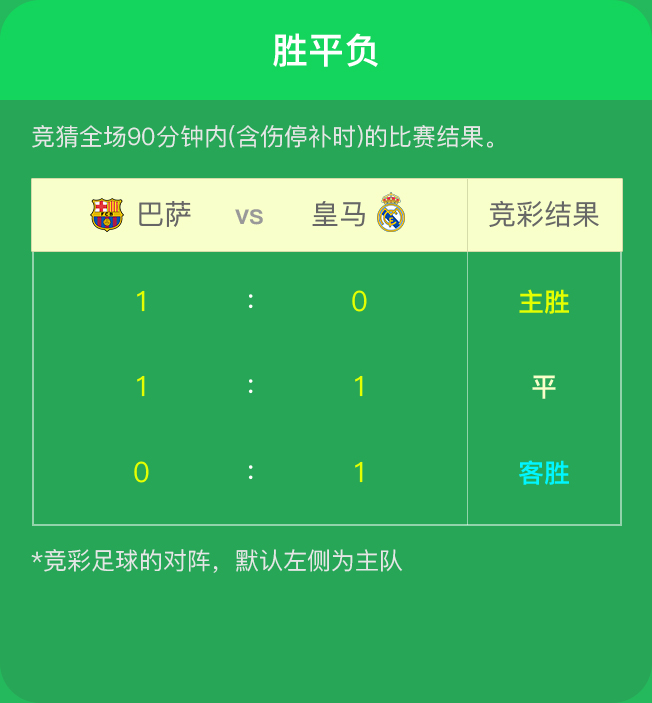 胜平负
竞猜全场90分钟内(含伤停补时)的比赛结果。
FCB 巴萨 vs 皇马 竞彩结果
1 : 0 主胜
1 : 1 平
0 : 1 客胜
*竞彩足球的对阵，默认左侧为主队